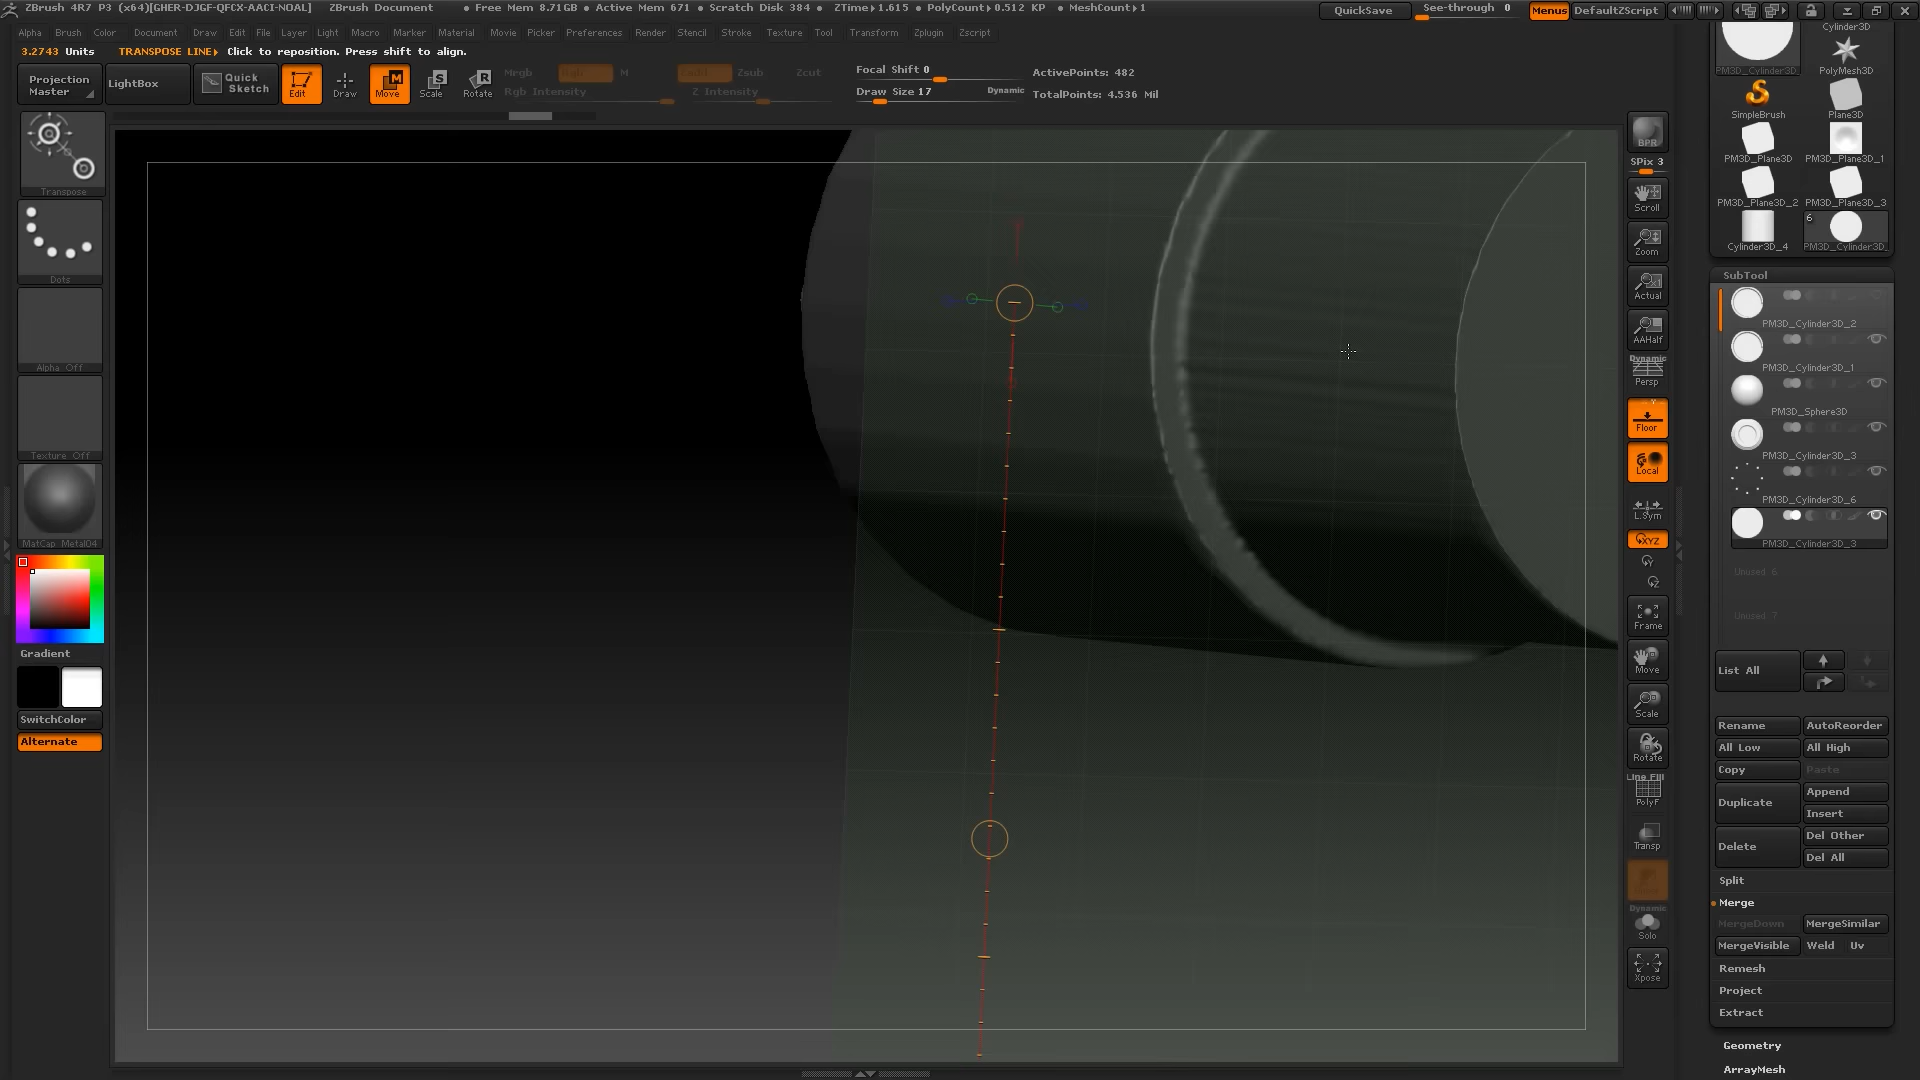 ZBrush 4R7 P3 (x64)[GHER-DJGF-QFCX-AACI-NOAL] ZBrush Document • Free Mem 8.71GB • Active Mem 671 • Scratch Disk 384 • ZTime▸1.615 • PolyCount▸0.512 KP • MeshCount▸1 QuickSave See-through 0 Menus DefaultZScript
Alpha Brush Color Document Draw Edit File Layer Light Macro Marker Material Movie Picker Preferences Render Stencil Stroke Texture Tool Transform Zplugin Zscript
3.2743 Units TRANSPOSE LINE▸ Click to reposition. Press shift to align.
Projection Master
LightBox
Quick Sketch
Edit
Draw
Move
Scale
Rotate
Mrgb Rgb M
Rgb Intensity
Zadd Zsub Zcut
Z Intensity
Focal Shift 0
Draw Size 17 Dynamic
ActivePoints: 482
TotalPoints: 4.536 Mil
Transpose
Dots
Alpha Off
Texture Off
MatCap Metal04
Gradient
SwitchColor
Alternate
BPR
SPix 3
Scroll
Zoom
Actual
AAHalf
Dynamic
Persp
Floor
Local
L.Sym
XYZ
Y
Z
Frame
Move
Scale
Rotate
Line Fill
PolyF
Transp
Dynamic
Solo
Xpose
Cylinder3D
PM3D_Cylinder3D_ PolyMesh3D
SimpleBrush Plane3D
PM3D_Plane3D PM3D_Plane3D_1
PM3D_Plane3D_2 PM3D_Plane3D_3
6
Cylinder3D_4 PM3D_Cylinder3D_
SubTool
PM3D_Cylinder3D_2
PM3D_Cylinder3D_1
PM3D_Sphere3D
PM3D_Cylinder3D_3
PM3D_Cylinder3D_6
PM3D_Cylinder3D_3
Unused 6
Unused 7
List All
Rename AutoReorder
All Low All High
Copy Paste
Duplicate Append
Insert
Delete Del Other
Del All
Split
Merge
MergeDown MergeSimilar
MergeVisible Weld Uv
Remesh
Project
Extract
Geometry
ArrayMesh